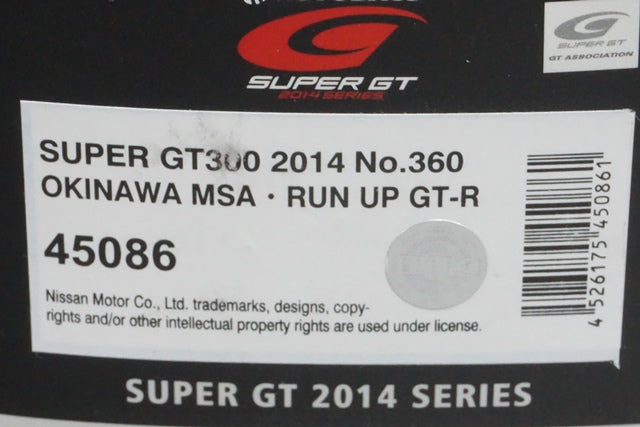 SUPER GT
2014 SERIES
SUPER GT
GT ASSOCIATION
SUPER GT300 2014 No.360
OKINAWA MSA・RUN UP GT-R
45086
Nissan Motor Co., Ltd. trademarks, designs, copy-
rights and/or other intellectual property rights are used under license.
4 526175 450861
SUPER GT 2014 SERIES